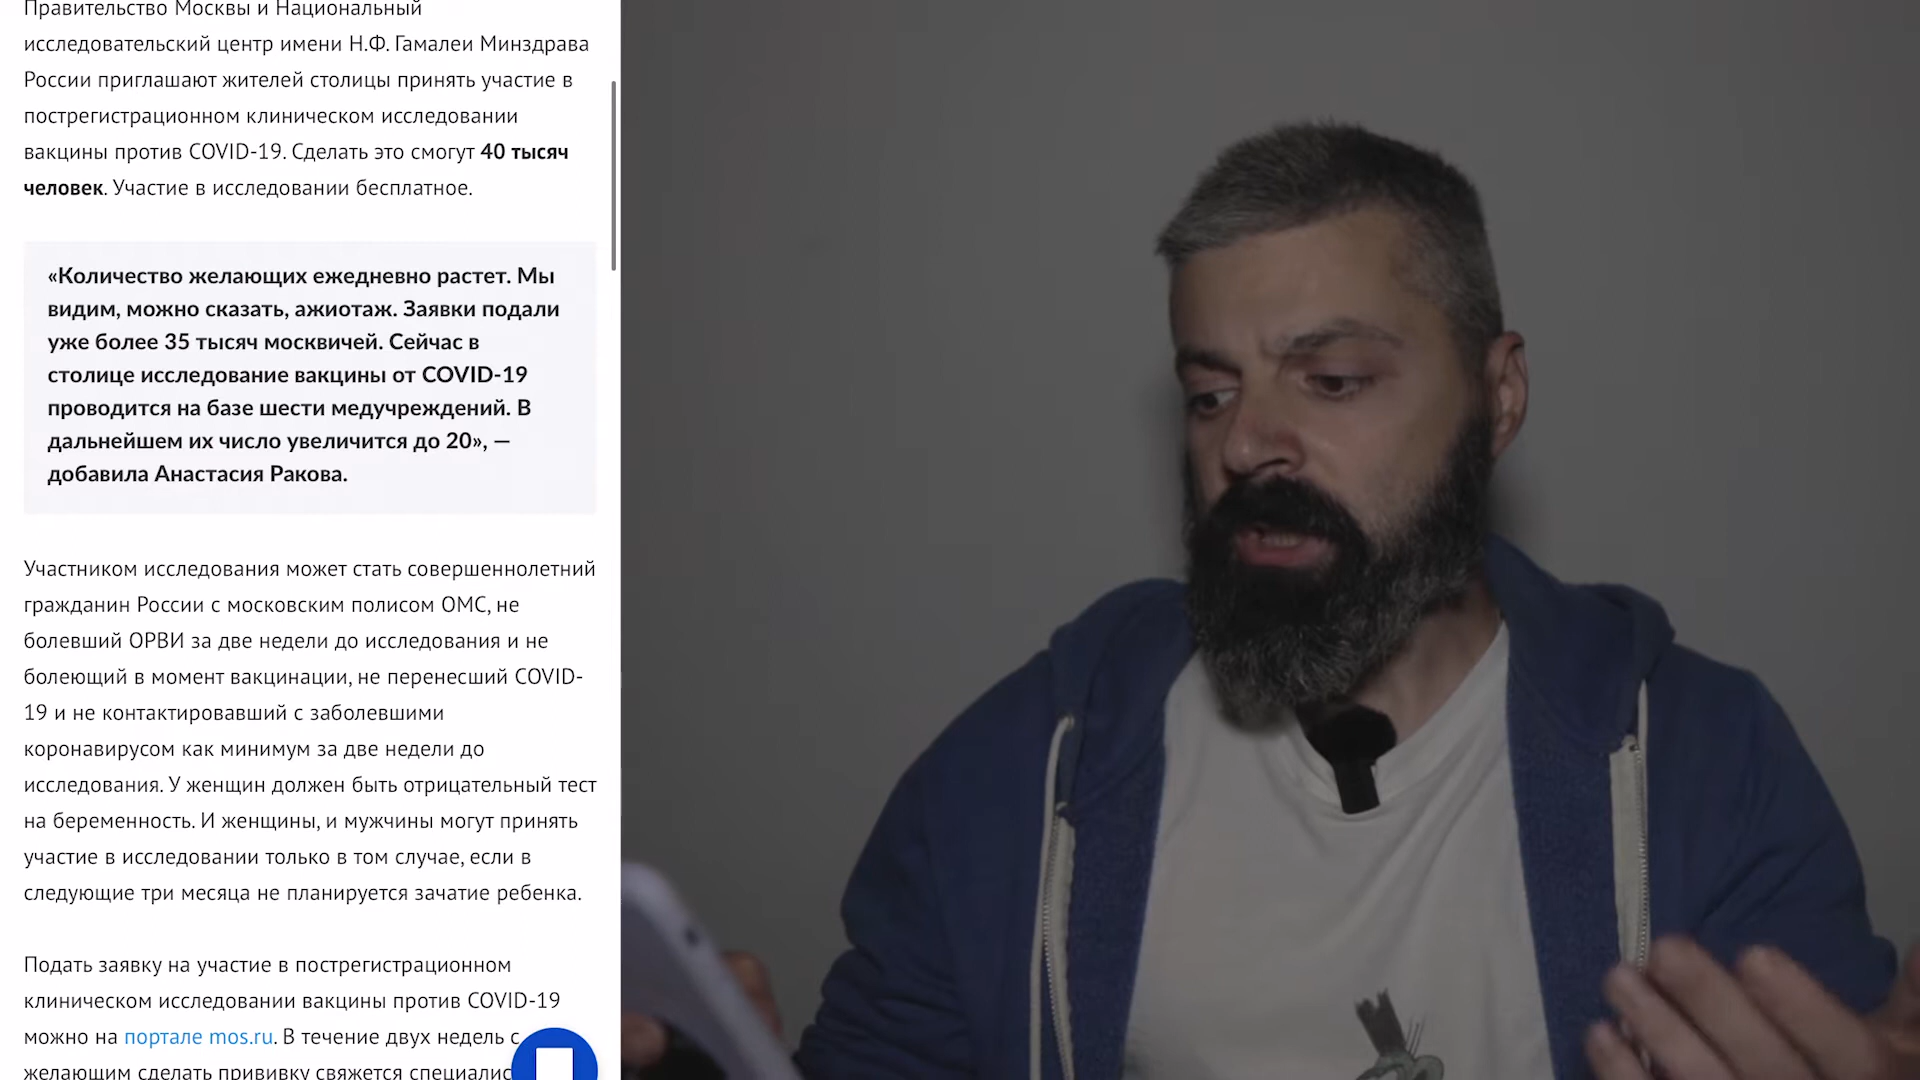 Правительство Москвы и Национальный
исследовательский центр имени Н.Ф. Гамалеи Минздрава
России приглашают жителей столицы принять участие в
пострегистрационном клиническом исследовании
вакцины против COVID-19. Сделать это смогут 40 тысяч
человек. Участие в исследовании бесплатное.
«Количество желающих ежедневно растет. Мы
видим, можно сказать, ажиотаж. Заявки подали
уже более 35 тысяч москвичей. Сейчас в
столице исследование вакцины от COVID-19
проводится на базе шести медучреждений. В
дальнейшем их число увеличится до 20», —
добавила Анастасия Ракова.
Участником исследования может стать совершеннолетний
гражданин России с московским полисом ОМС, не
болевший ОРВИ за две недели до исследования и не
болеющий в момент вакцинации, не перенесший COVID-
19 и не контактировавший с заболевшими
коронавирусом как минимум за две недели до
исследования. У женщин должен быть отрицательный тест
на беременность. И женщины, и мужчины могут принять
участие в исследовании только в том случае, если в
следующие три месяца не планируется зачатие ребенка.
Подать заявку на участие в пострегистрационном
клиническом исследовании вакцины против COVID-19
можно на портале mos.ru. В течение двух недель с
желающим сделать прививку свяжется